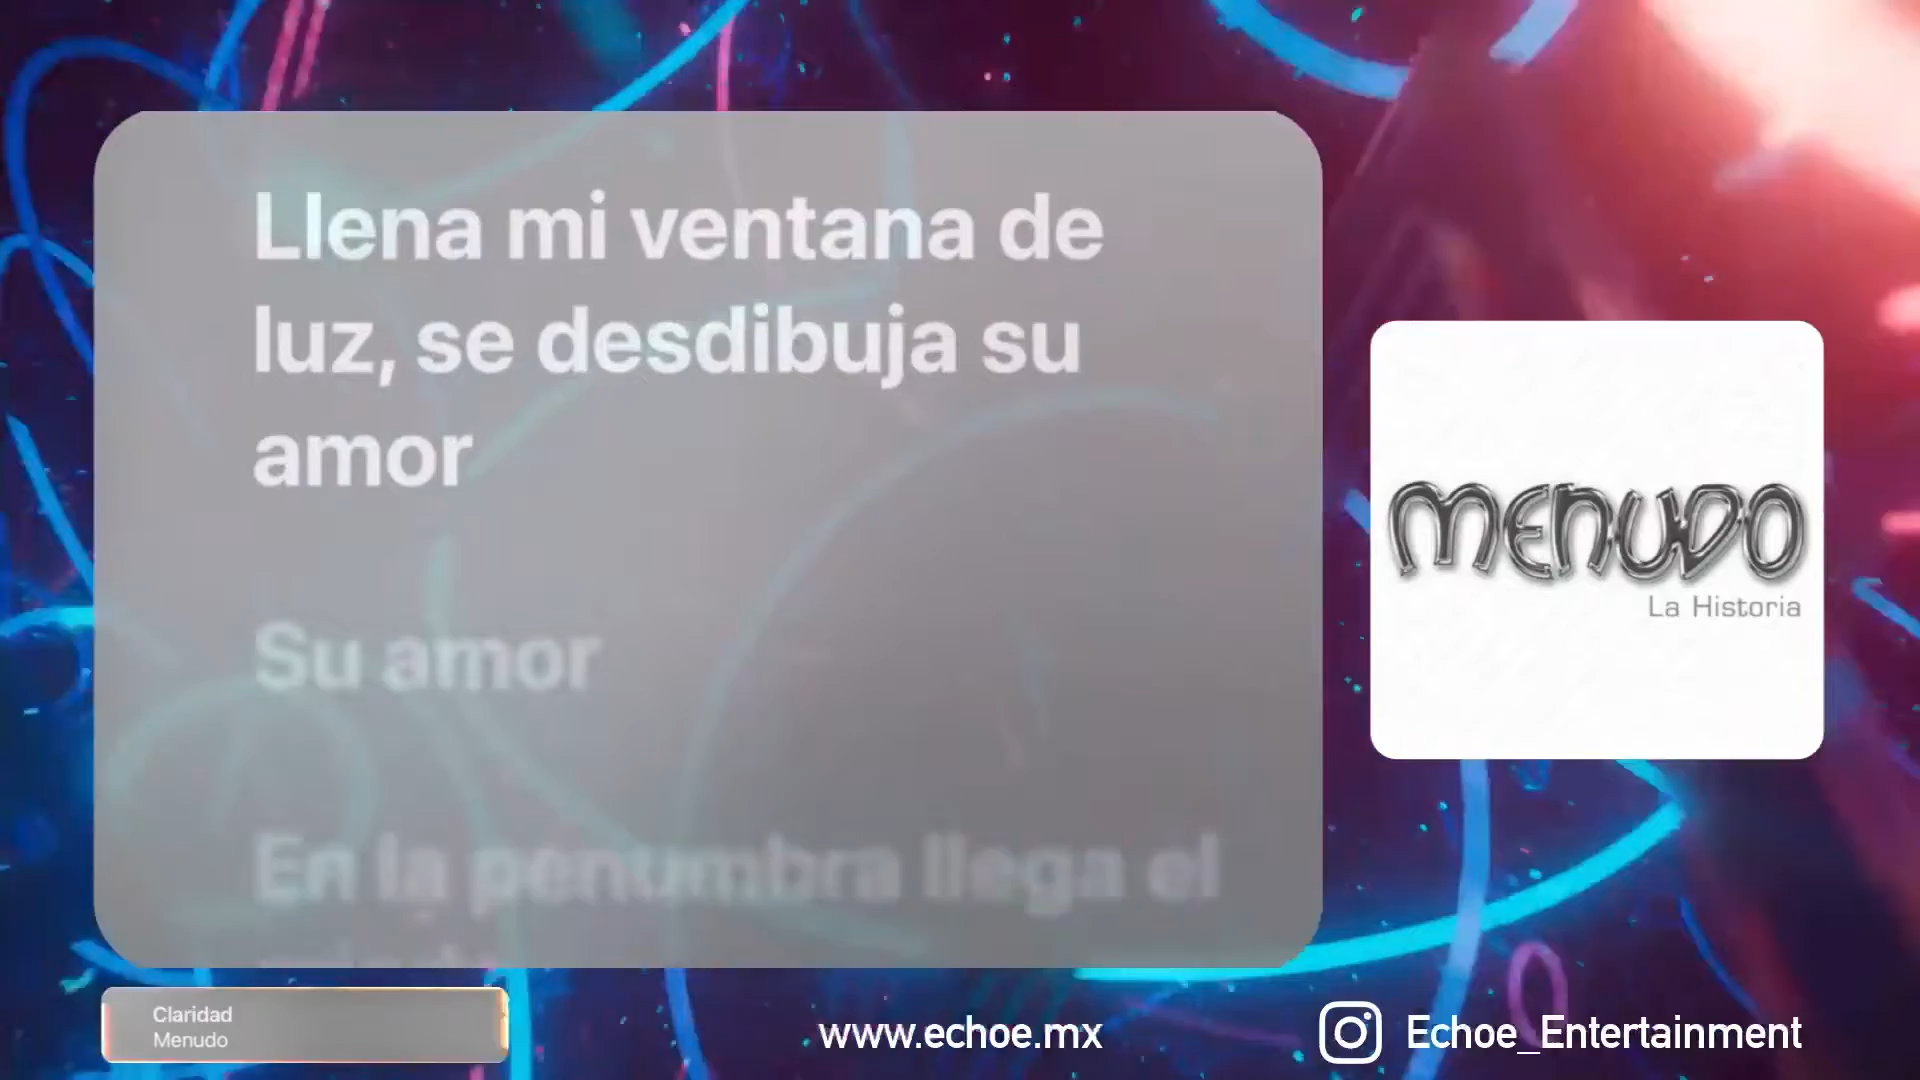 Llena mi ventana de
luz, se desdibuja su
amor
Su amor
En la penumbra llega el
MENUDO
La Historia
Claridad
Menudo
www.echoe.mx
Echoe_Entertainment